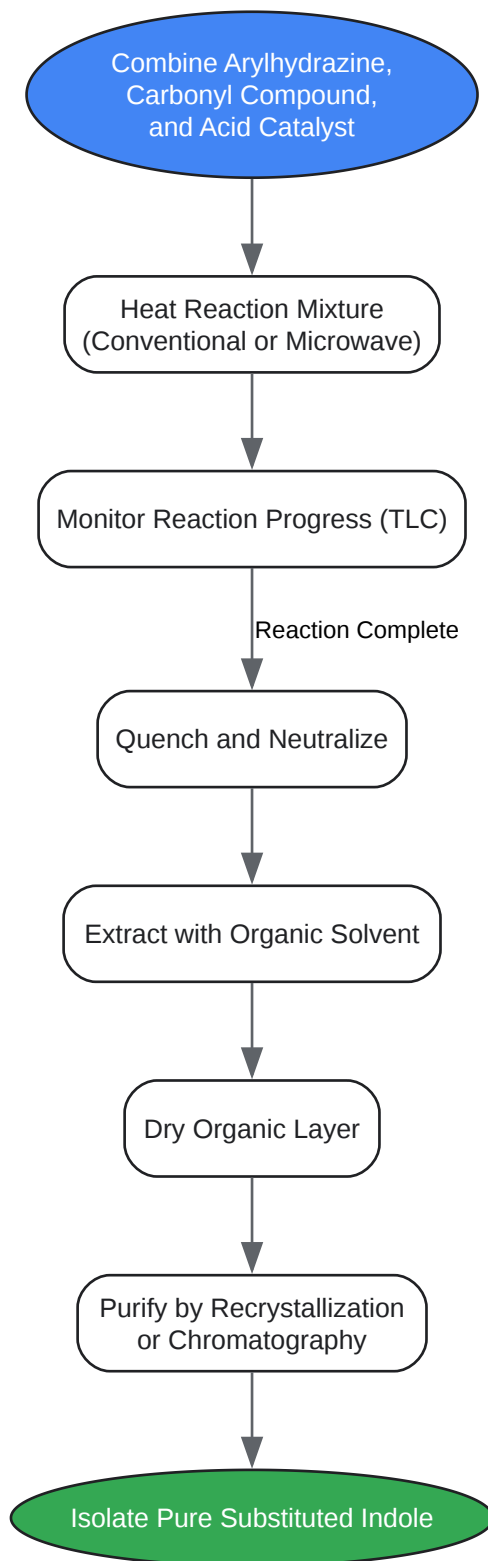 Combine Arylhydrazine,
Carbonyl Compound,
and Acid Catalyst
Heat Reaction Mixture
(Conventional or Microwave)
Monitor Reaction Progress (TLC)
Reaction Complete
Quench and Neutralize
Extract with Organic Solvent
Dry Organic Layer
Purify by Recrystallization
or Chromatography
Isolate Pure Substituted Indole